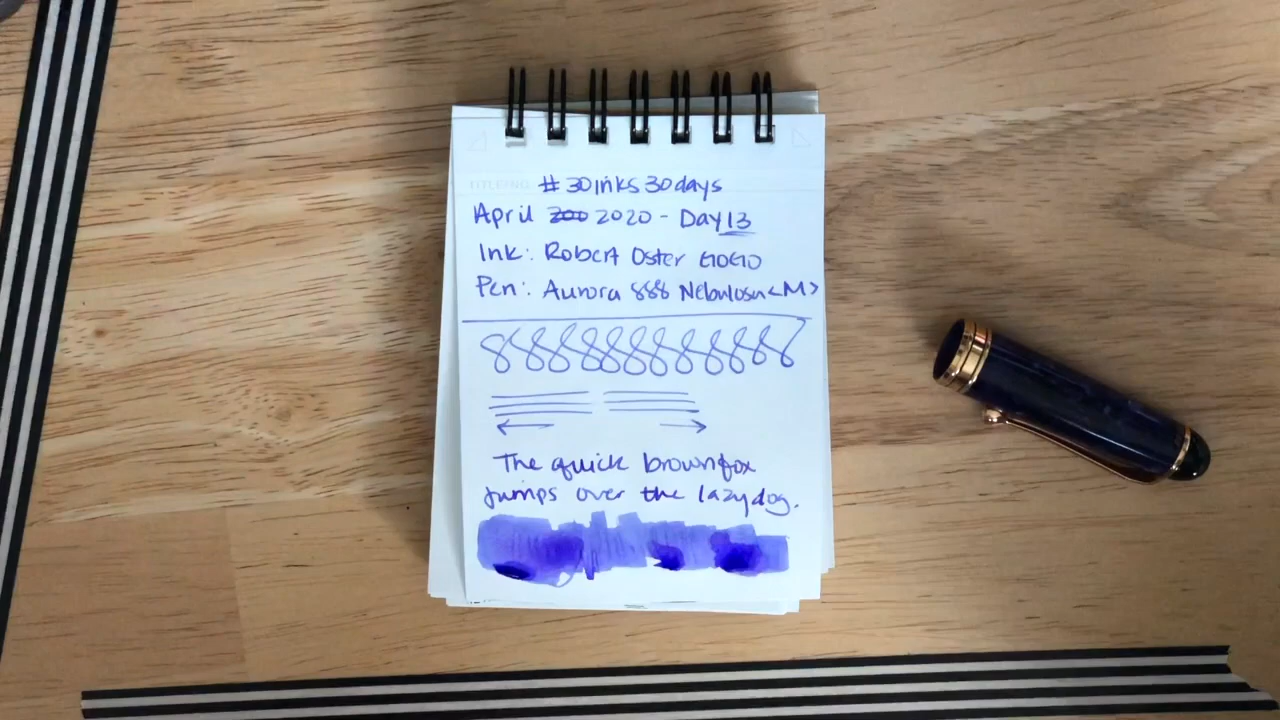 #30inks30days
April 200 2020 - Day 13
Ink: Robert Oster GOGO
Pen: Aurora 888 Nebulosa <M>
The quick brown fox
jumps over the lazy dog.